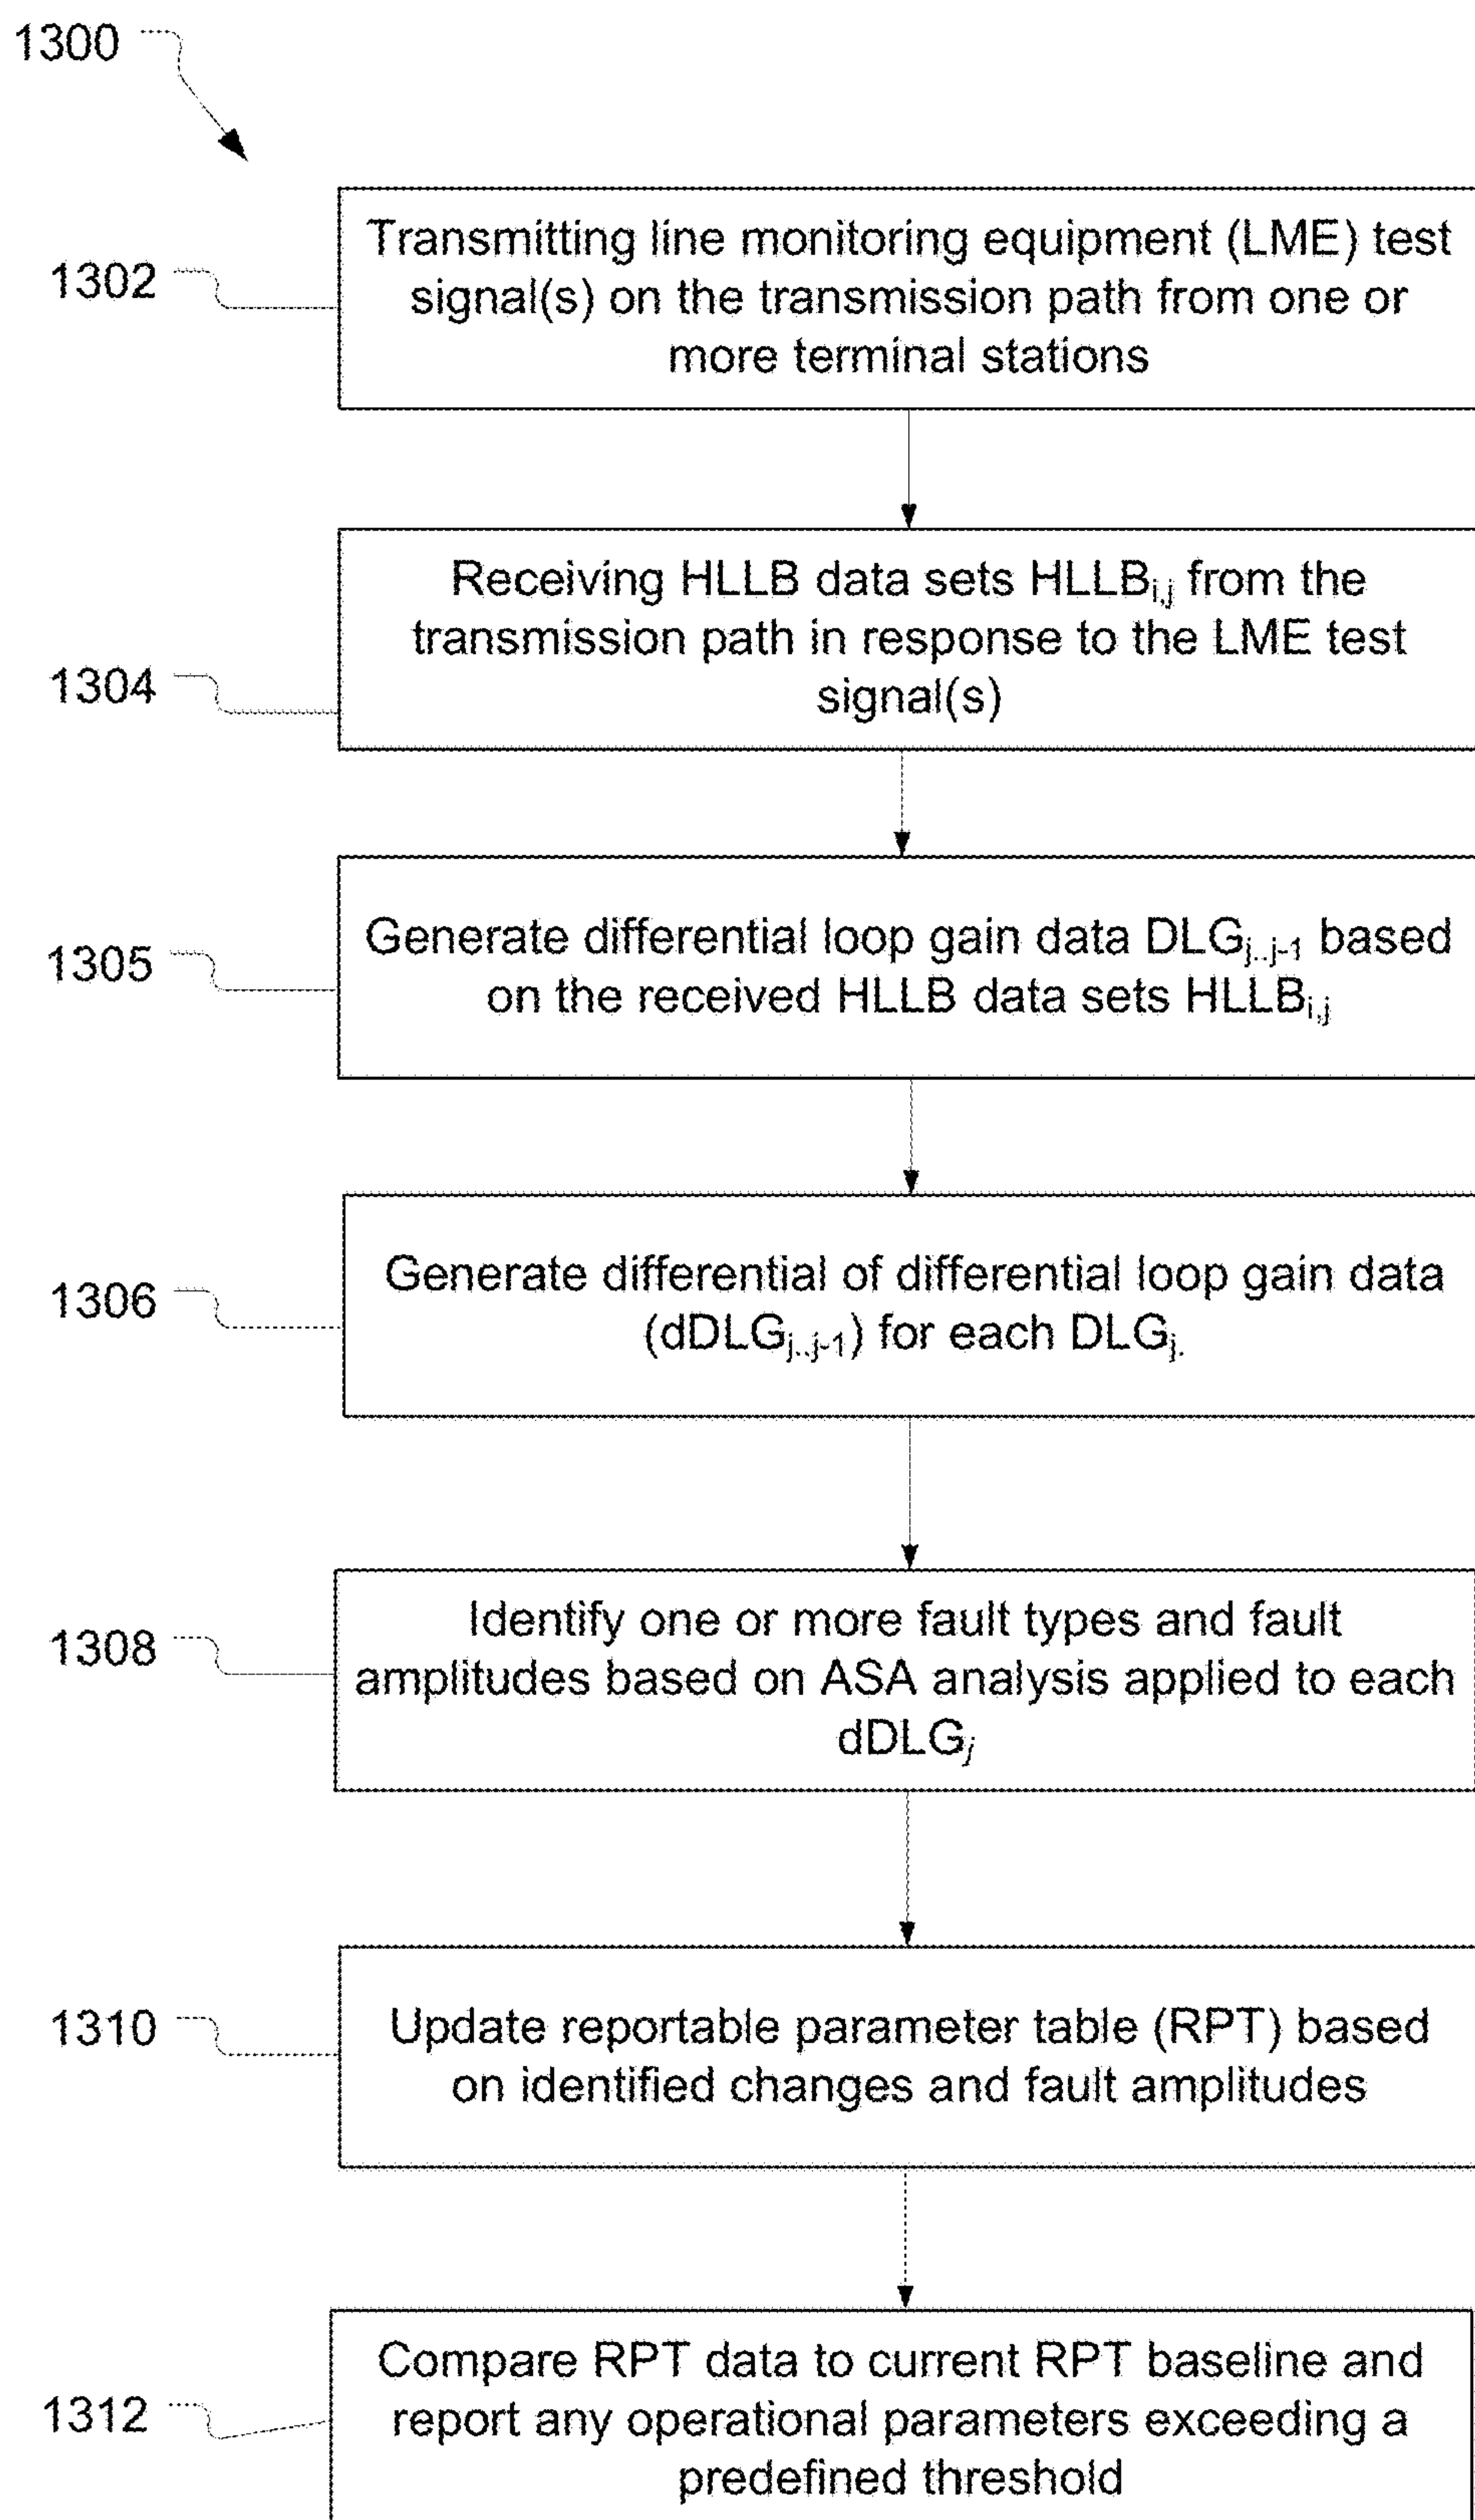 1300
1302
Transmitting line monitoring equipment (LME) test
signal(s) on the transmission path from one or
more terminal stations
1304
Receiving HLLB data sets HLLBi,j from the
transmission path in response to the LME test
signal(s)
1305
Generate differential loop gain data DLGj..j-1 based
on the received HLLB data sets HLLBi,j
1306
Generate differential of differential loop gain data
(dDLGj..j-1) for each DLGj.
1308
Identify one or more fault types and fault
amplitudes based on ASA analysis applied to each
dDLGj
1310
Update reportable parameter table (RPT) based
on identified changes and fault amplitudes
1312
Compare RPT data to current RPT baseline and
report any operational parameters exceeding a
predefined threshold